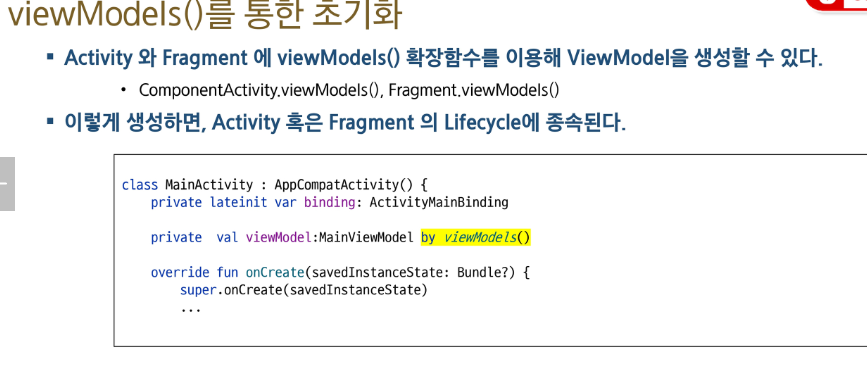 viewModels()를 통한 초기화
▪ Activity 와 Fragment 에 viewModels() 확장함수를 이용해 ViewModel을 생성할 수 있다.
• ComponentActivity.viewModels(), Fragment.viewModels()
▪ 이렇게 생성하면, Activity 혹은 Fragment 의 Lifecycle에 종속된다.
class MainActivity : AppCompatActivity() {
    private lateinit var binding: ActivityMainBinding
    private  val viewModel:MainViewModel by viewModels()
    override fun onCreate(savedInstanceState: Bundle?) {
        super.onCreate(savedInstanceState)
        ...